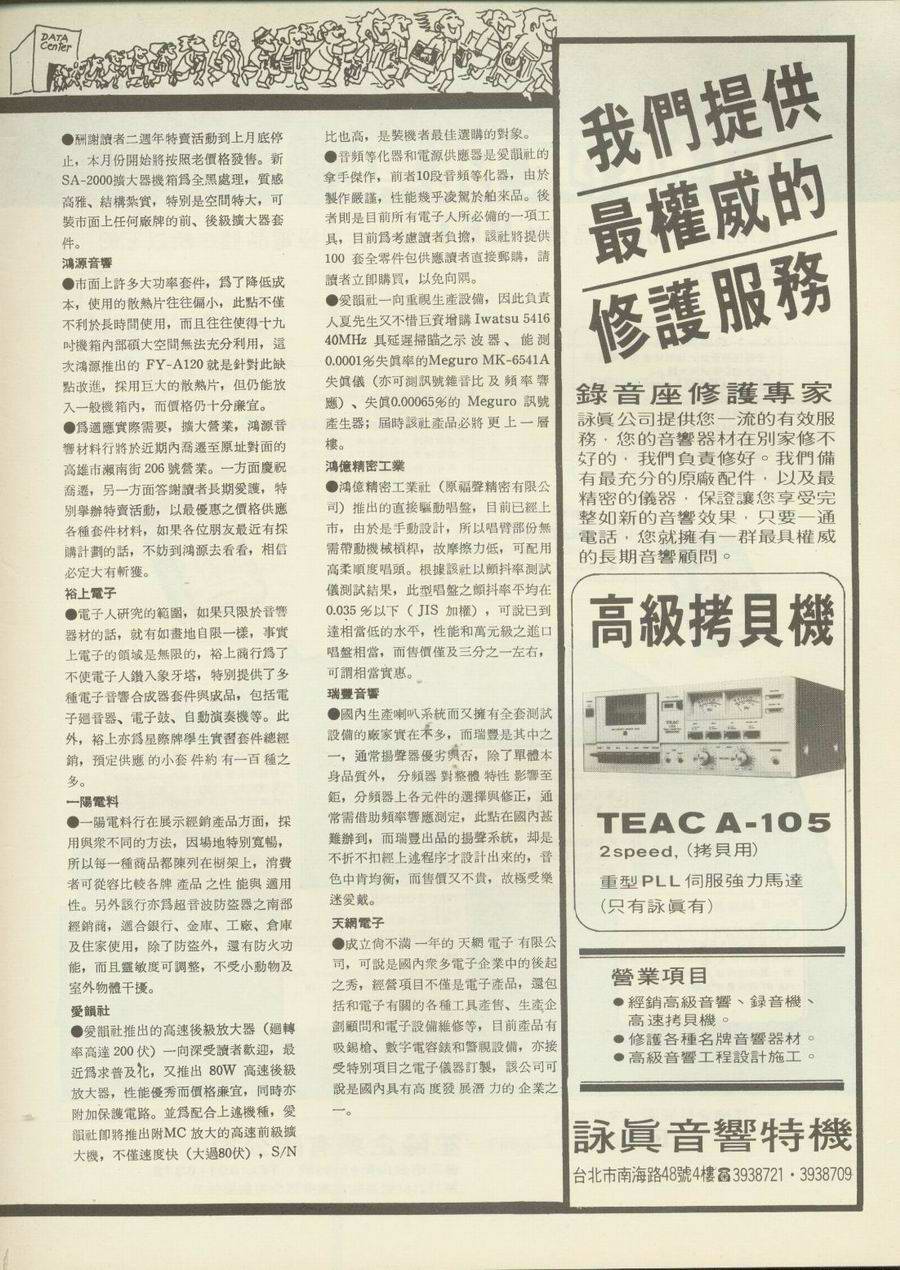 DATA
Center
●酬謝讀者二週年特賣活動到上月底停
止，本月份開始將按照老價格發售。新
SA-2000擴大器機箱爲全黑處理，質感
高雅、結構紮實，特別是空間特大，可
裝市面上任何廠牌的前、後級擴大器套
件。
鴻源音響
●市面上許多大功率套件，爲了降低成
本，使用的散熱片往往偏小，此點不僅
不利於長時間使用，而且往往使得十九
吋機箱內部碩大空間無法充分利用，這
次鴻源推出的 FY-A120 就是針對此缺
點改進，採用巨大的散熱片，但仍能放
入一般機箱內，而價格仍十分廉宜。
●爲適應實際需要，擴大營業，鴻源音
響材料行將於近期內喬遷至原址對面的
高雄市瀨南街 206 號營業。一方面慶祝
喬遷，另一方面答謝讀者長期愛護，特
別舉辦特賣活動，以最優惠之價格供應
各種套件材料，如果各位朋友最近有採
購計劃的話，不妨到鴻源去看看，相信
必定大有斬獲。
裕上電子
●電子人研究的範圍，如果只限於音響
器材的話，就有如畫地自限一樣，事實
上電子的領域是無限的，裕上商行爲了
不使電子人鑽入象牙塔，特別提供了多
種電子音響合成器套件與成品，包括電
子廻音器、電子鼓、自動演奏機等。此
外，裕上亦爲星際牌學生實習套件總經
銷，預定供應的小套件約有一百種之
多。
一陽電料
●一陽電料行在展示經銷產品方面，採
用與衆不同的方法，因場地特別寬暢，
所以每一種商品都陳列在橱架上，消費
者可從容比較各牌產品之性能與適用
性。另外該行亦爲超音波防盜器之南部
經銷商，適合銀行、金庫、工廠、倉庫
及住家使用，除了防盜外，還有防火功
能，而且靈敏度可調整，不受小動物及
室外物體干擾。
愛韻社
●愛韻社推出的高速後級放大器（廻轉
率高達 200 伏）一向深受讀者歡迎，最
近爲求普及化，又推出 80W 高速後級
放大器，性能優秀而價格廉宜，同時亦
附加保護電路。並爲配合上述機種，愛
韻社即將推出附MC 放大的高速前級擴
大機，不僅速度快（大過80伏），S/N
比也高，是裝機者最佳選購的對象。
●音頻等化器和電源供應器是愛韻社的
拿手傑作，前者10段音頻等化器，由於
製作嚴謹，性能幾乎凌駕於舶來品。後
者則是目前所有電子人所必備的一項工
具，目前爲考慮讀者負擔，該社將提供
100 套全零件包供應讀者直接郵購，請
讀者立即購買，以免向隅。
●愛韻社一向重視生產設備，因此負責
人夏先生又不惜巨資增購 Iwatsu 5416
40MHz 具延遲掃瞄之示波器、能測
0.0001%失眞率的Meguro MK-6541A
失眞儀（亦可測訊號雜音比及頻率響
應）、失眞0.00065%的 Meguro 訊號
產生器；屆時該社產品必將更上一層
樓。
鴻億精密工業
●鴻億精密工業社（原福聲精密有限公
司）推出的直接驅動唱盤，目前已經上
市，由於是手動設計，所以唱臂部份無
需帶動機械槓桿，故摩擦力低，可配用
高柔順度唱頭。根據該社以顫抖率測試
儀測試結果，此型唱盤之顫抖率平均在
0.035 %以下（ JIS 加權），可說已到
達相當低的水平，性能和萬元級之進口
唱盤相當，而售價僅及三分之一左右，
可謂相當實惠。
瑞豐音響
●國內生產喇叭系統而又擁有全套測試
設備的廠家實在不多，而瑞豐是其中之
一，通常揚聲器優劣與否，除了單體本
身品質外，分頻器對整體特性影響至
鉅，分頻器上各元件的選擇與修正，通
常需借助頻率響應測定，此點在國內甚
難辦到，而瑞豐出品的揚聲系統，却是
不折不扣經上述程序才設計出來的，音
色中肯均衡，而售價又不貴，故極受樂
迷愛戴。
天網電子
●成立尚不滿一年的天網電子有限公
司，可說是國內衆多電子企業中的後起
之秀，經營項目不僅是電子產品，還包
括和電子有關的各種工具產售、生產企
劃顧問和電子設備維修等，目前產品有
吸錫槍、數字電容錶和警視設備，亦接
受特別項目之電子儀器訂製，該公司可
說是國內具有高度發展潛力的企業之
一。
我們提供
最權威的
修護服務
錄音座修護專家
詠眞公司提供您一流的有效服
務，您的音響器材在別家修不
好的，我們負責修好。我們備
有最充分的原廠配件，以及最
精密的儀器，保證讓您享受完
整如新的音響效果，只要一通
電話，您就擁有一群最具權威
的長期音響顧問。
高級拷貝機
TEAC
TEAC A-105
2speed, (拷貝用)
重型PLL 伺服強力馬達
(只有詠眞有)
營業項目
●經銷高級音響、錄音機、
高速拷貝機。
●修護各種名牌音響器材。
●高級音響工程設計施工。
詠眞音響特機
台北市南海路48號4樓☎3938721・3938709